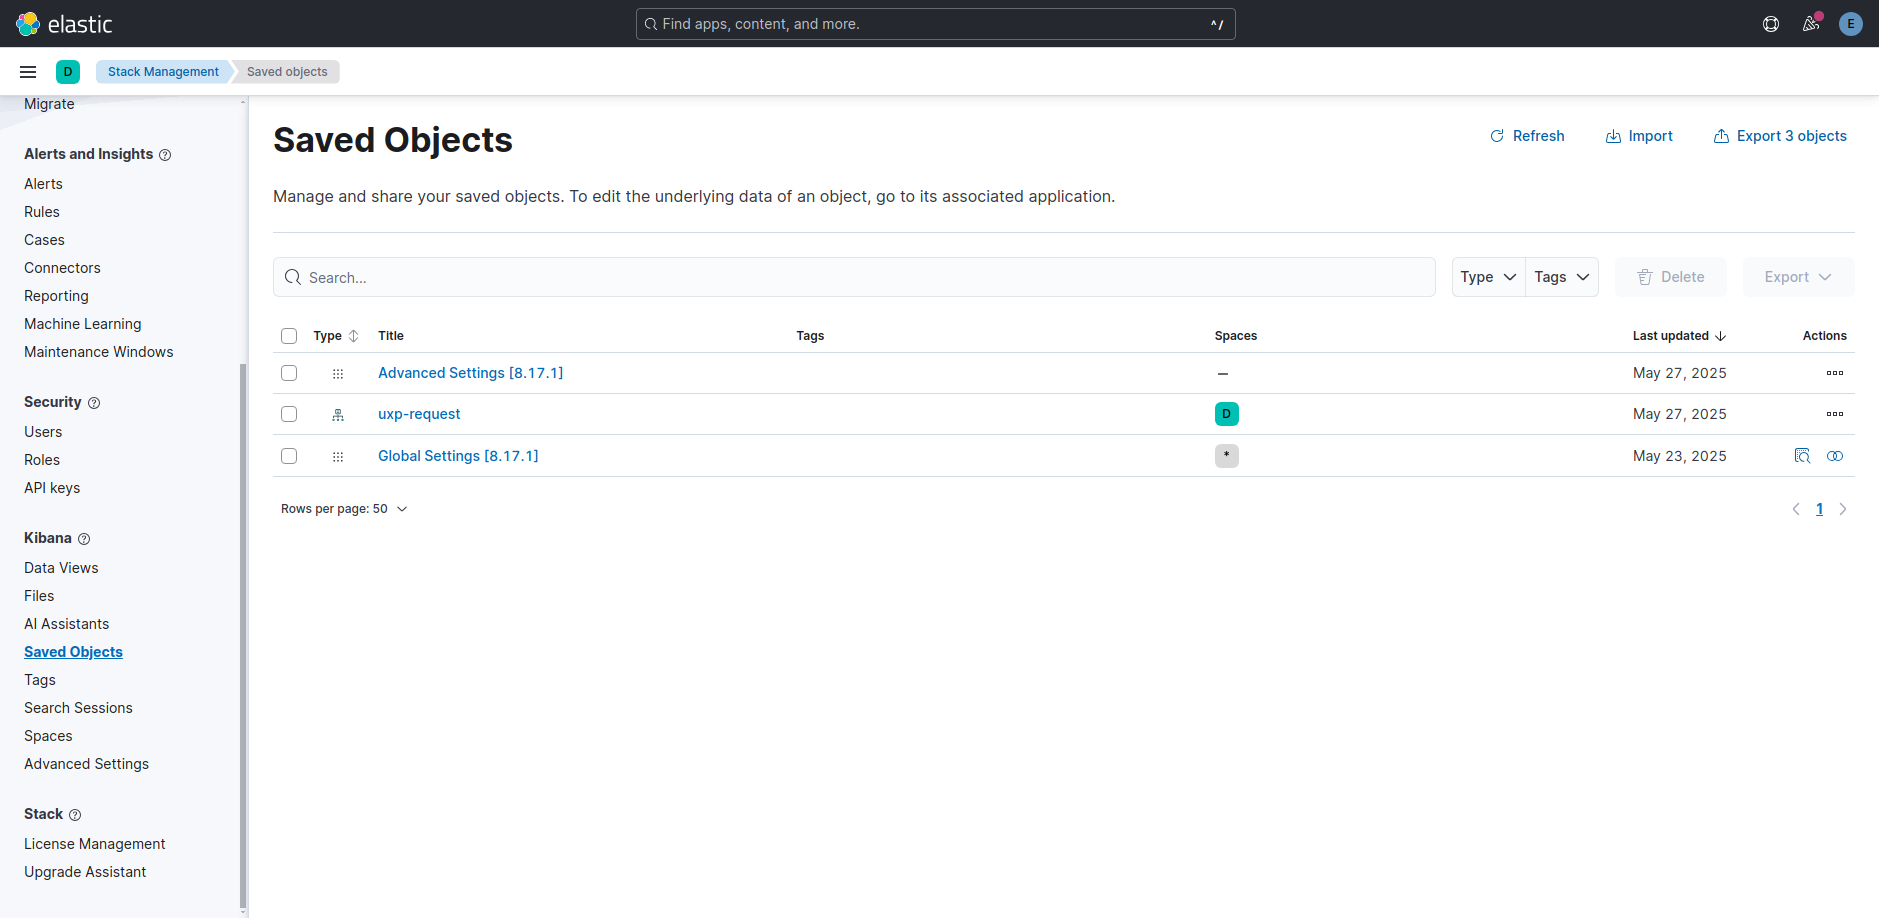 elastic
Find apps, content, and more.
^/
E
D
Stack Management
Saved objects
Migrate
Alerts and Insights
Alerts
Rules
Cases
Connectors
Reporting
Machine Learning
Maintenance Windows
Security
Users
Roles
API keys
Kibana
Data Views
Files
AI Assistants
Saved Objects
Tags
Search Sessions
Spaces
Advanced Settings
Stack
License Management
Upgrade Assistant
Saved Objects
Refresh
Import
Export 3 objects
Manage and share your saved objects. To edit the underlying data of an object, go to its associated application.
Search...
Type
Tags
Delete
Export
Type Title Tags Spaces Last updated Actions
Advanced Settings [8.17.1] – May 27, 2025
uxp-request D May 27, 2025
Global Settings [8.17.1] * May 23, 2025
Rows per page: 50
1